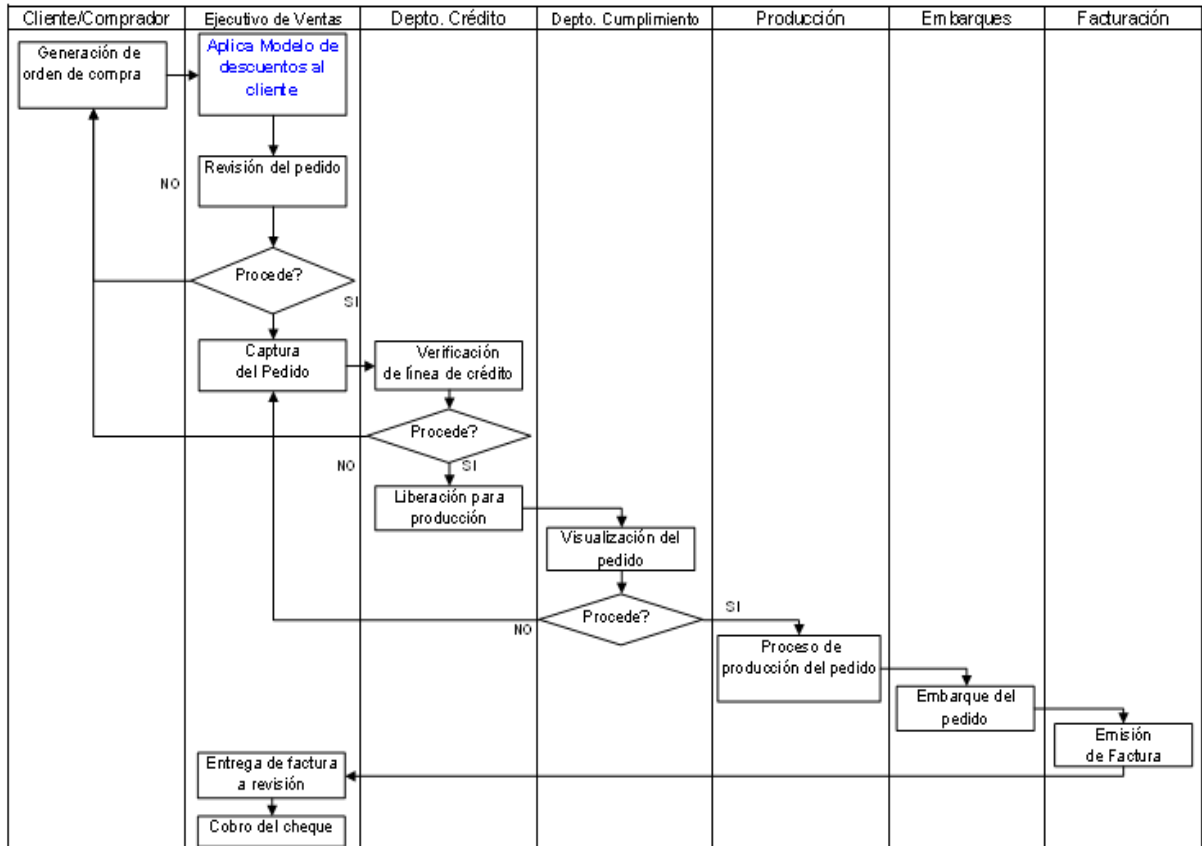 Cliente/Comprador
Ejecutivo de Ventas
Depto. Crédito
Depto. Cumplimiento
Producción
Embarques
Facturación
Generación de
orden de compra
Aplica Modelo de
descuentos al
cliente
Revisión del pedido
NO
Procede?
SI
Captura
del Pedido
Verificación
de línea de crédito
Procede?
NO
SI
Liberación para
producción
Visualización del
pedido
Procede?
SI
NO
Proceso de
producción del pedido
Embarque del
pedido
Emisión
de Factura
Entrega de factura
a revisión
Cobro del cheque